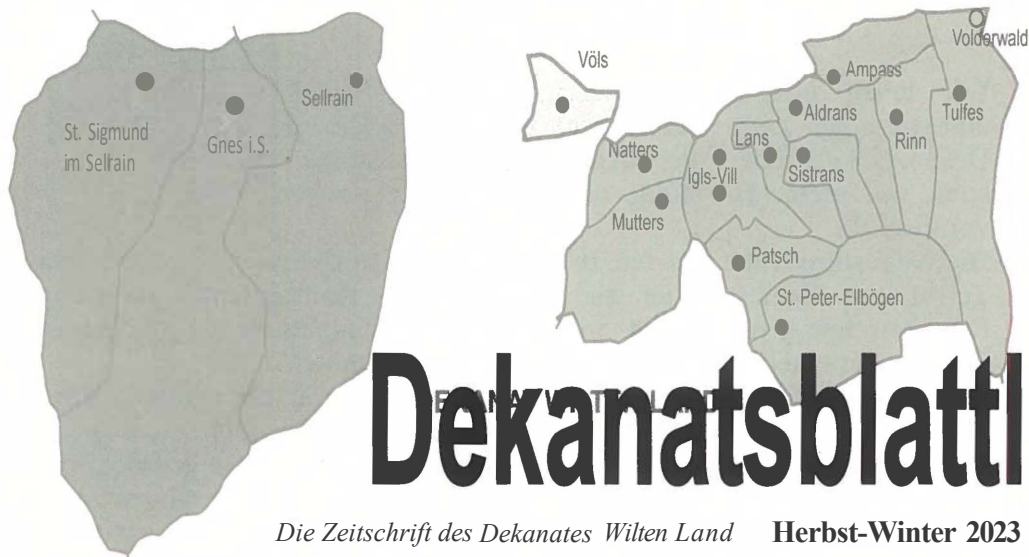 St. Sigmund
im Sellrain
Gnes i.S.
Sellrain
Völs
Volderwald
Ampass
Aldrans
Tulfes
Rinn
Lans
Natters
Igls-Vill
Sistrans
Mutters
Patsch
St. Peter-Ellbögen
Dekanatsblattl
Die Zeitschrift des Dekanates Wilten Land Herbst-Winter 2023